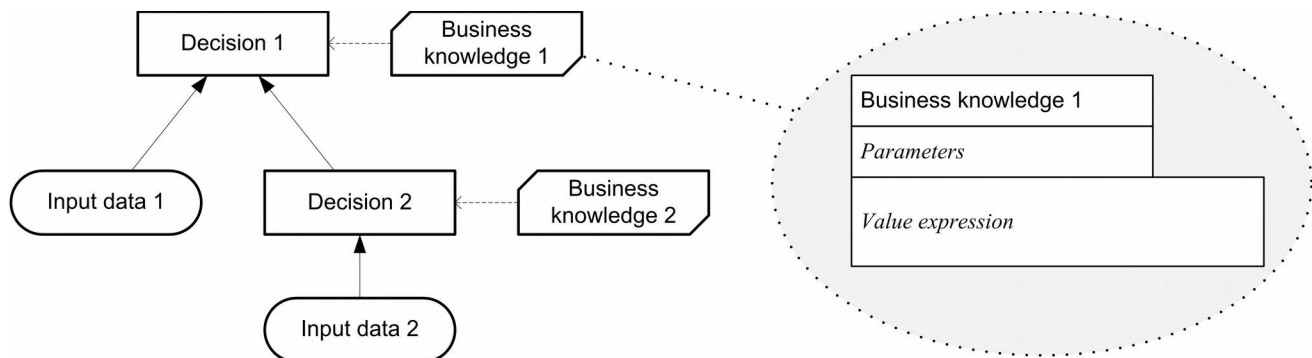 Decision 1
Business
knowledge 1
Business knowledge 1
Parameters
Value expression
Input data 1
Decision 2
Business
knowledge 2
Input data 2